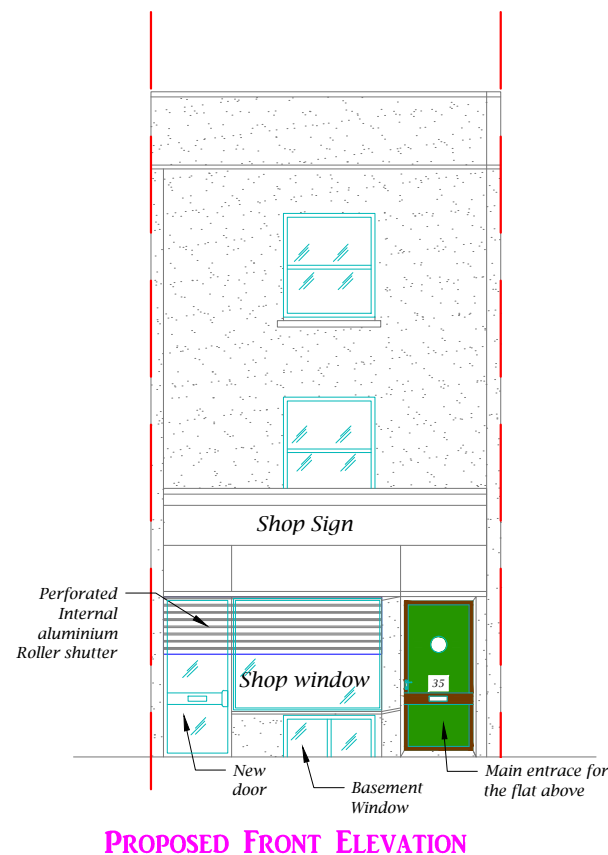 Shop Sign
Perforated
Internal
aluminium
Roller shutter
Shop window
35
New
door
Basement
Window
Main entrace for
the flat above
PROPOSED FRONT ELEVATION